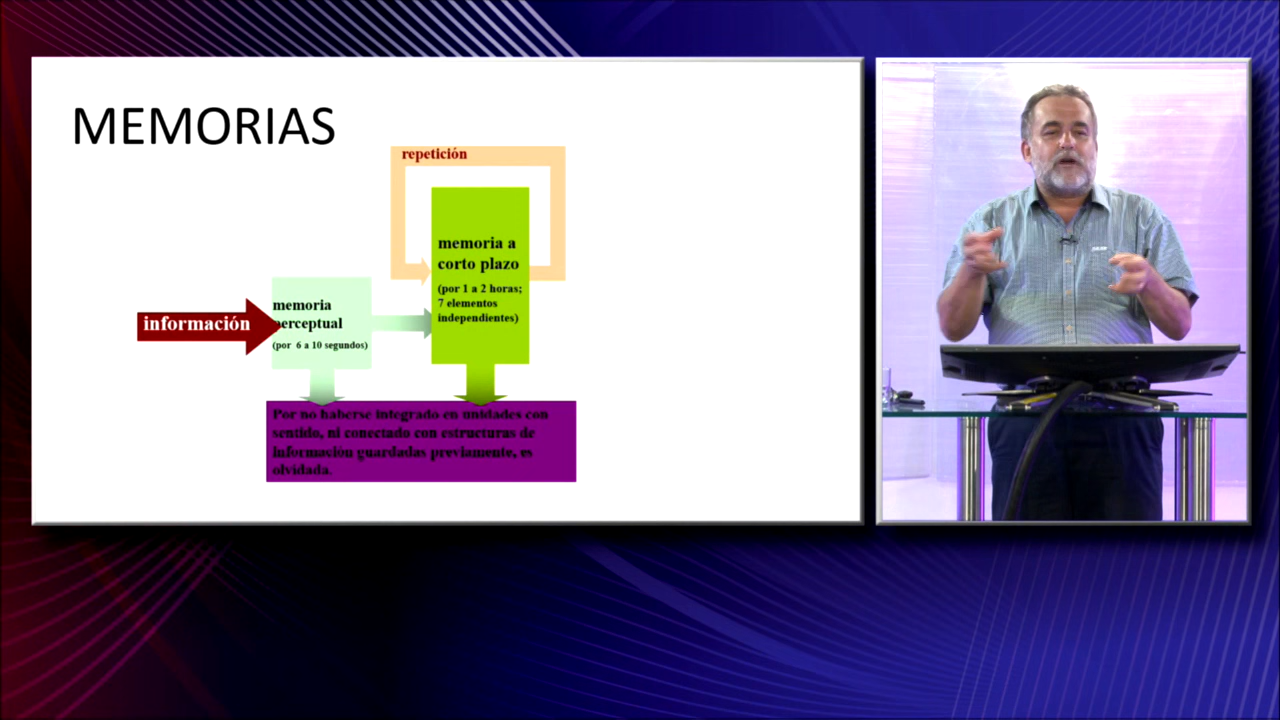 MEMORIAS
repetición
memoria a
corto plazo
(por 1 a 2 horas;
7 elementos
independientes)
información
memoria
perceptual
(por 6 a 10 segundos)
Por no haberse integrado en unidades con
sentido, ni conectado con estructuras de
información guardadas previamente, es
olvidada.